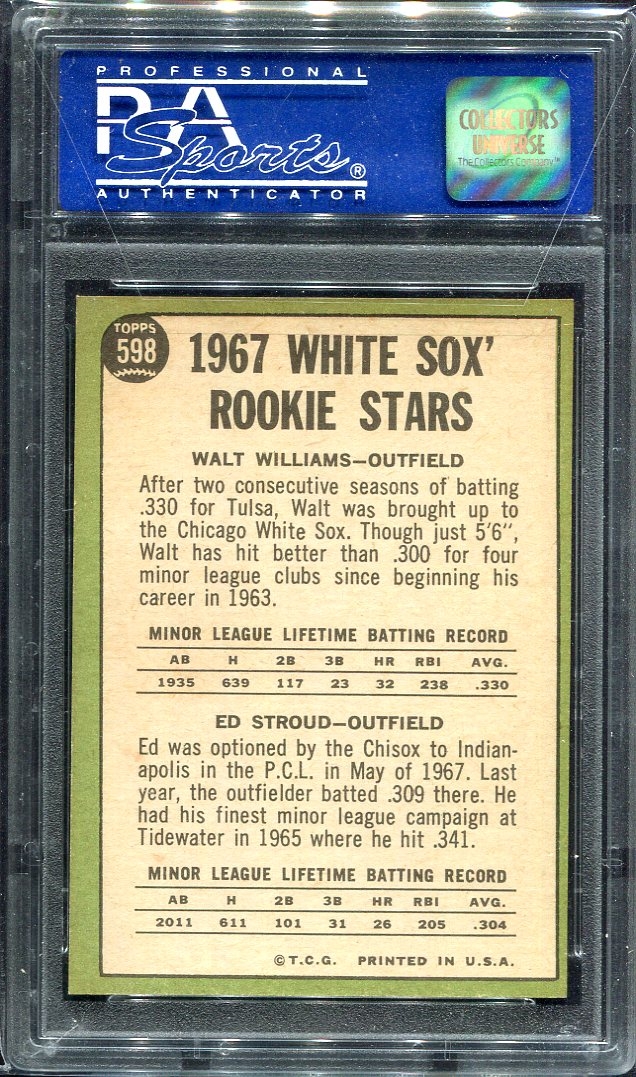 PROFESSIONAL
PSA
Sports®
AUTHENTICATOR
COLLECTORS
UNIVERSE
The Collectors Company™
TOPPS
598
1967 WHITE SOX'
ROOKIE STARS
WALT WILLIAMS—OUTFIELD
After two consecutive seasons of batting
.330 for Tulsa, Walt was brought up to
the Chicago White Sox. Though just 5'6",
Walt has hit better than .300 for four
minor league clubs since beginning his
career in 1963.
MINOR LEAGUE LIFETIME BATTING RECORD
AB H 2B 3B HR RBI AVG.
1935 639 117 23 32 238 .330
ED STROUD—OUTFIELD
Ed was optioned by the Chisox to Indian-
apolis in the P.C.L. in May of 1967. Last
year, the outfielder batted .309 there. He
had his finest minor league campaign at
Tidewater in 1965 where he hit .341.
MINOR LEAGUE LIFETIME BATTING RECORD
AB H 2B 3B HR RBI AVG.
2011 611 101 31 26 205 .304
©T.C.G. PRINTED IN U.S.A.